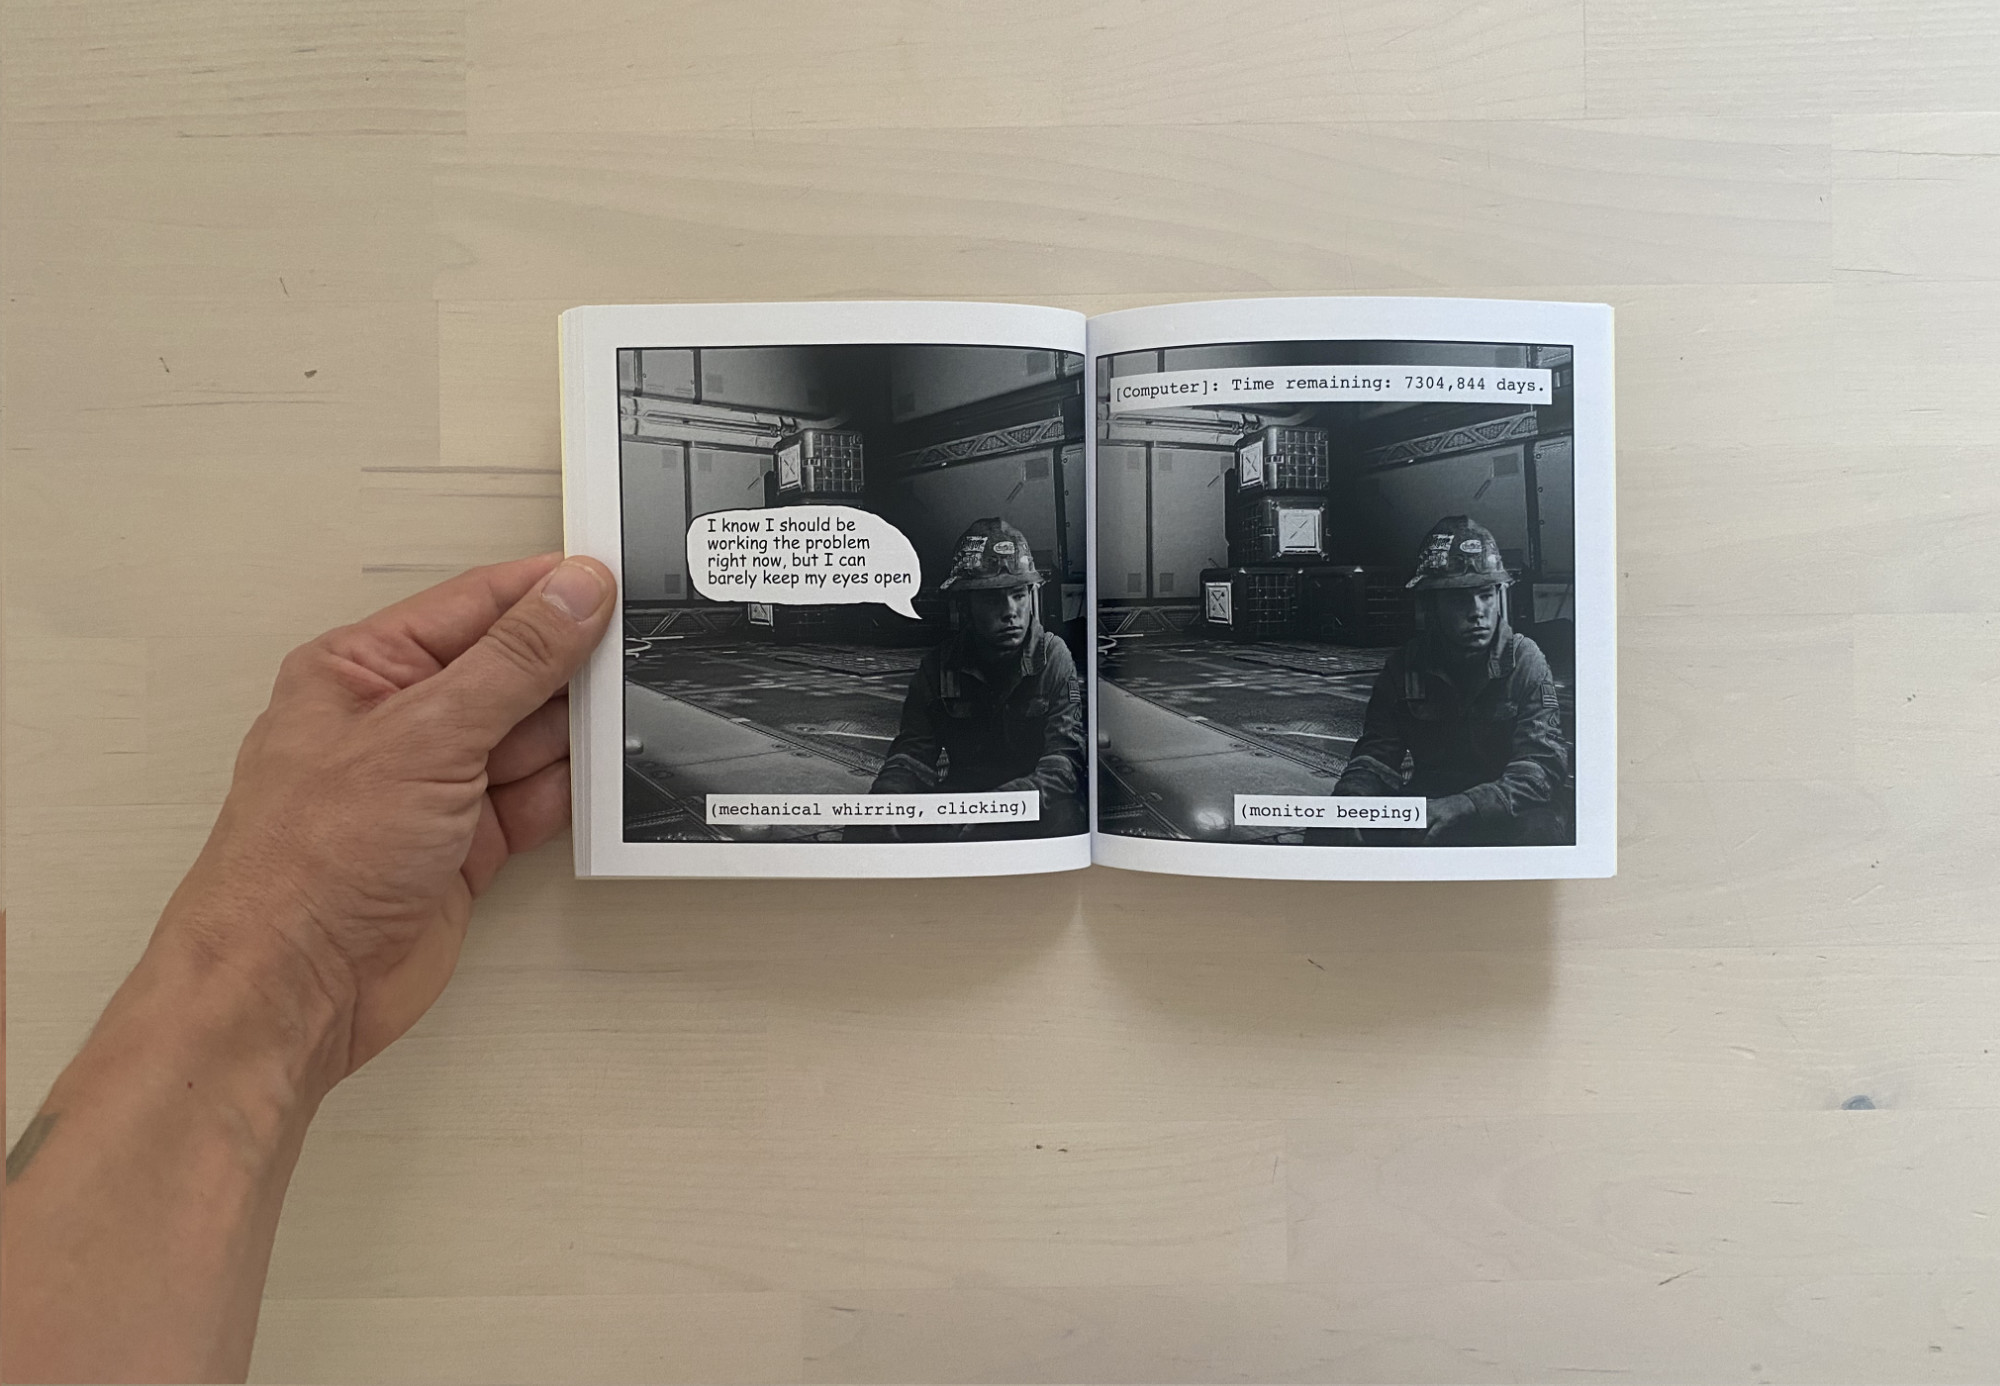 I know I should be
working the problem
right now, but I can
barely keep my eyes open
(mechanical whirring, clicking)
[Computer]: Time remaining: 7304,844 days.
(monitor beeping)